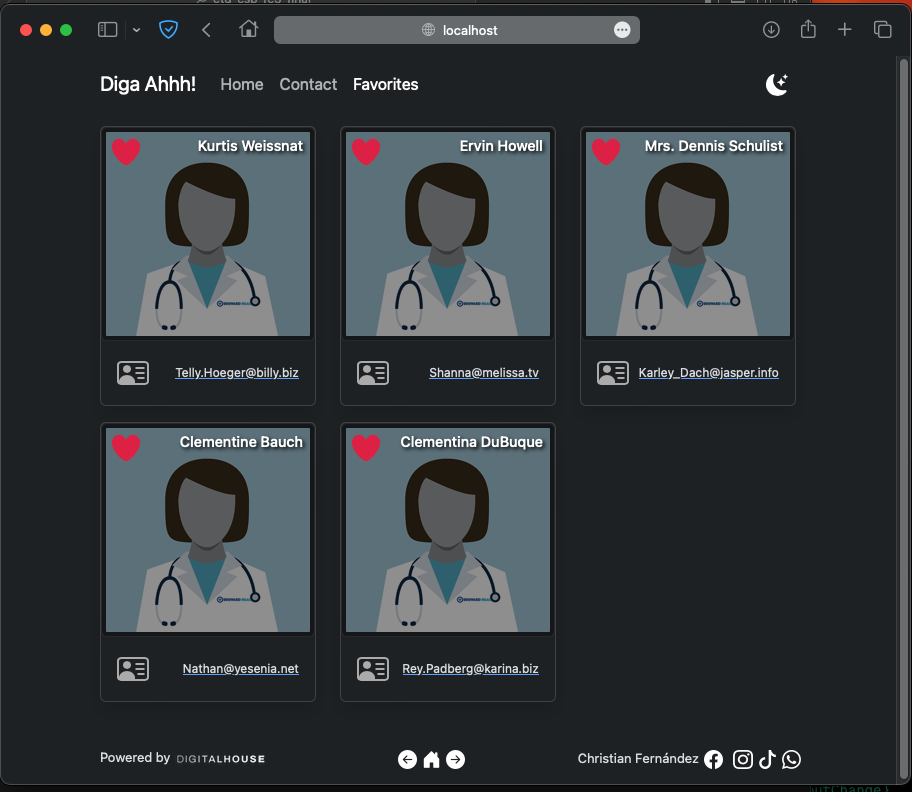 localhost
Diga Ahhh! Home Contact Favorites
Kurtis Weissnat
Ervin Howell
Mrs. Dennis Schulist
Telly.Hoeger@billy.biz
Shanna@melissa.tv
Karley_Dach@jasper.info
Clementine Bauch
Clementina DuBuque
Nathan@yesenia.net
Rey.Padberg@karina.biz
Powered by DIGITALHOUSE
Christian Fernández